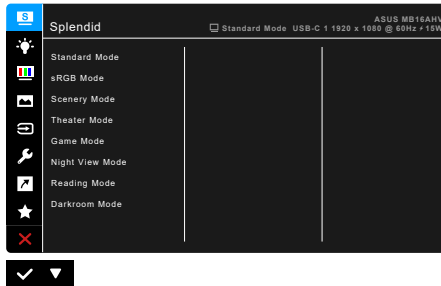 S
Splendid
ASUS MB16AHV
Standard Mode USB-C 1 1920 x 1080 @ 60Hz 15W
Standard Mode
sRGB Mode
Scenery Mode
Theater Mode
Game Mode
Night View Mode
Reading Mode
Darkroom Mode